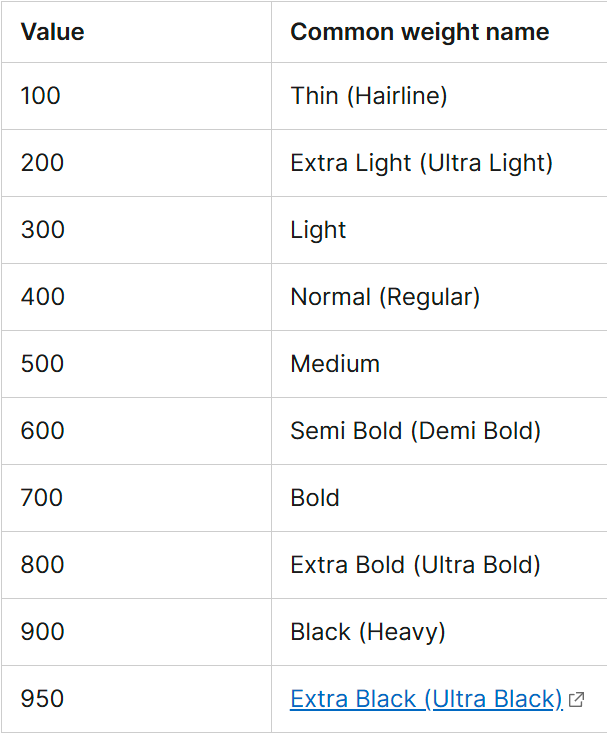 Value Common weight name
100 Thin (Hairline)
200 Extra Light (Ultra Light)
300 Light
400 Normal (Regular)
500 Medium
600 Semi Bold (Demi Bold)
700 Bold
800 Extra Bold (Ultra Bold)
900 Black (Heavy)
950 Extra Black (Ultra Black)